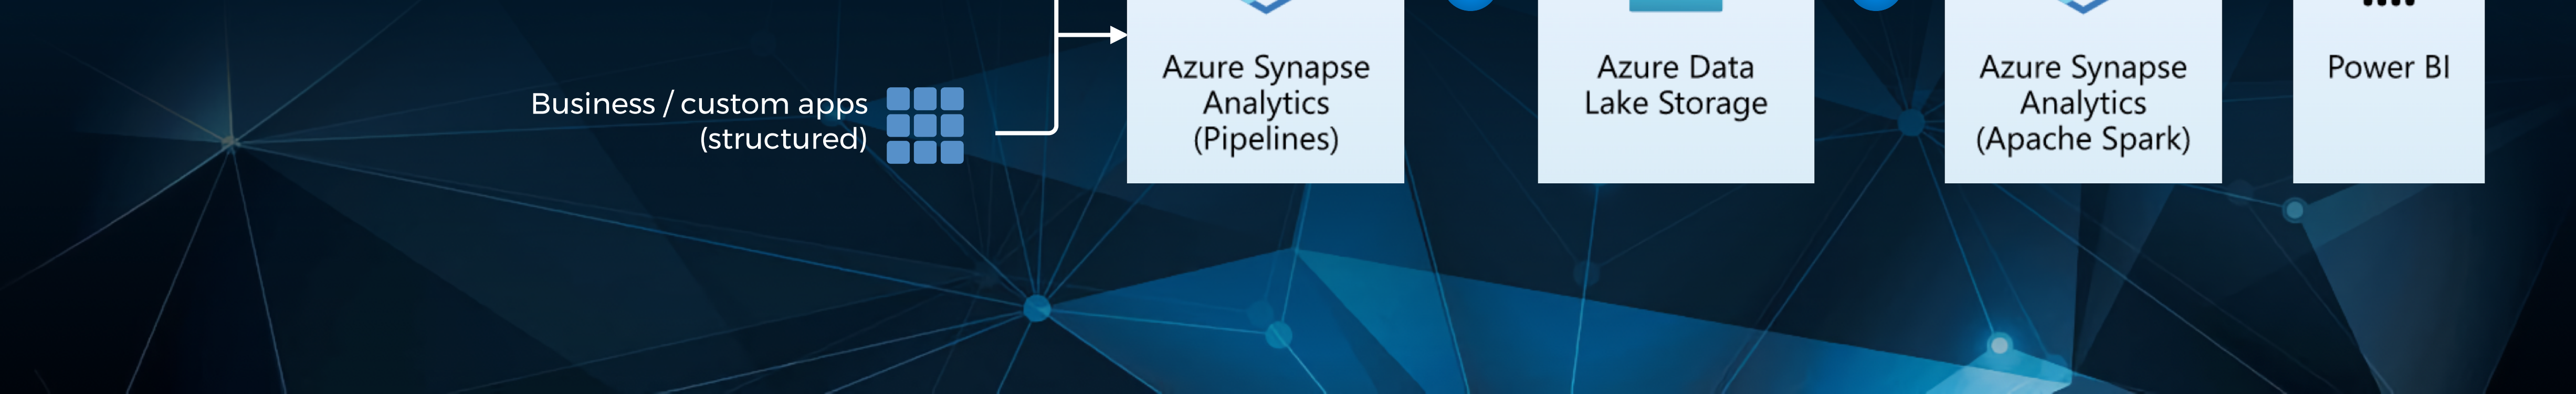 Business / custom apps
(structured)
Azure Synapse
Analytics
(Pipelines)
Azure Data
Lake Storage
Azure Synapse
Analytics
(Apache Spark)
Power BI